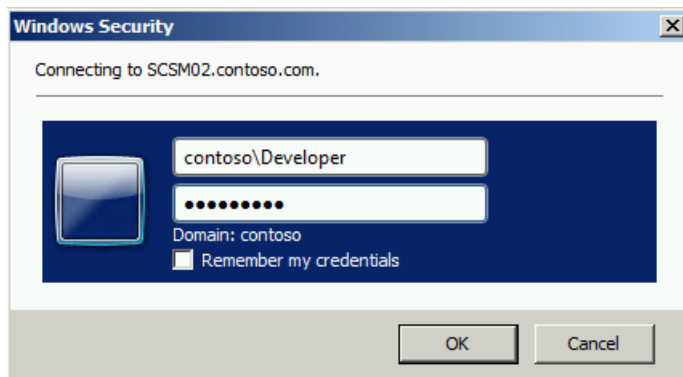 Windows Security
Connecting to SCSM02.contoso.com.
contoso\Developer
●●●●●●●●●
Domain: contoso
Remember my credentials
OK
Cancel